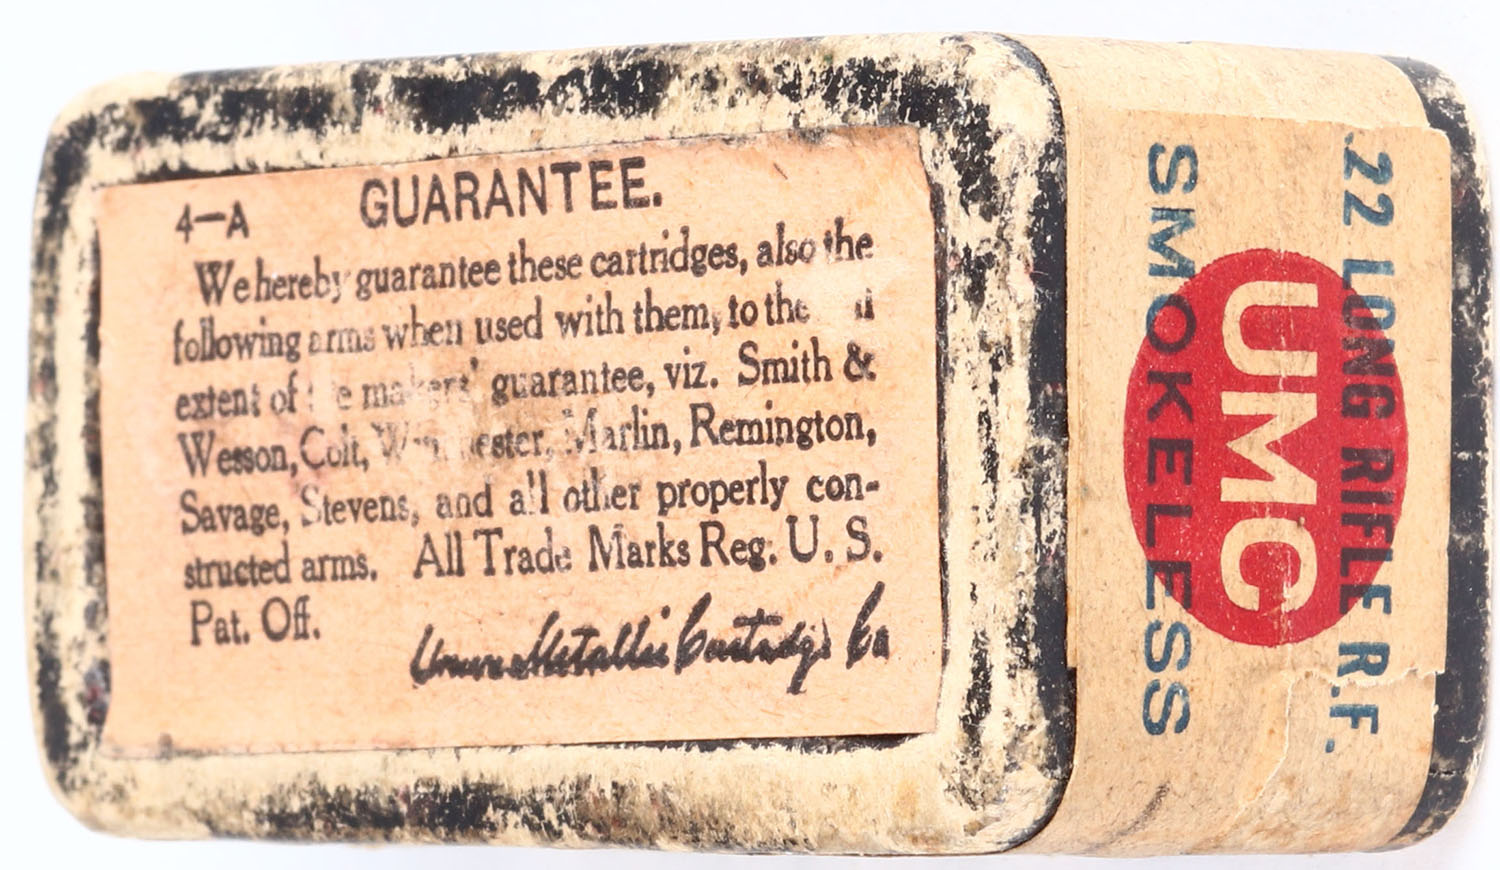 4—A GUARANTEE.
We hereby guarantee these cartridges, also the
following arms when used with them, to the
extent of the makers' guarantee, viz. Smith &
Wesson, Colt, Winchester, Marlin, Remington,
Savage, Stevens, and all other properly con-
structed arms. All Trade Marks Reg. U. S.
Pat. Off.
Union Metallic Cartridge Co
.22 LONG RIFLE R.F.
UMC
SMOKELESS